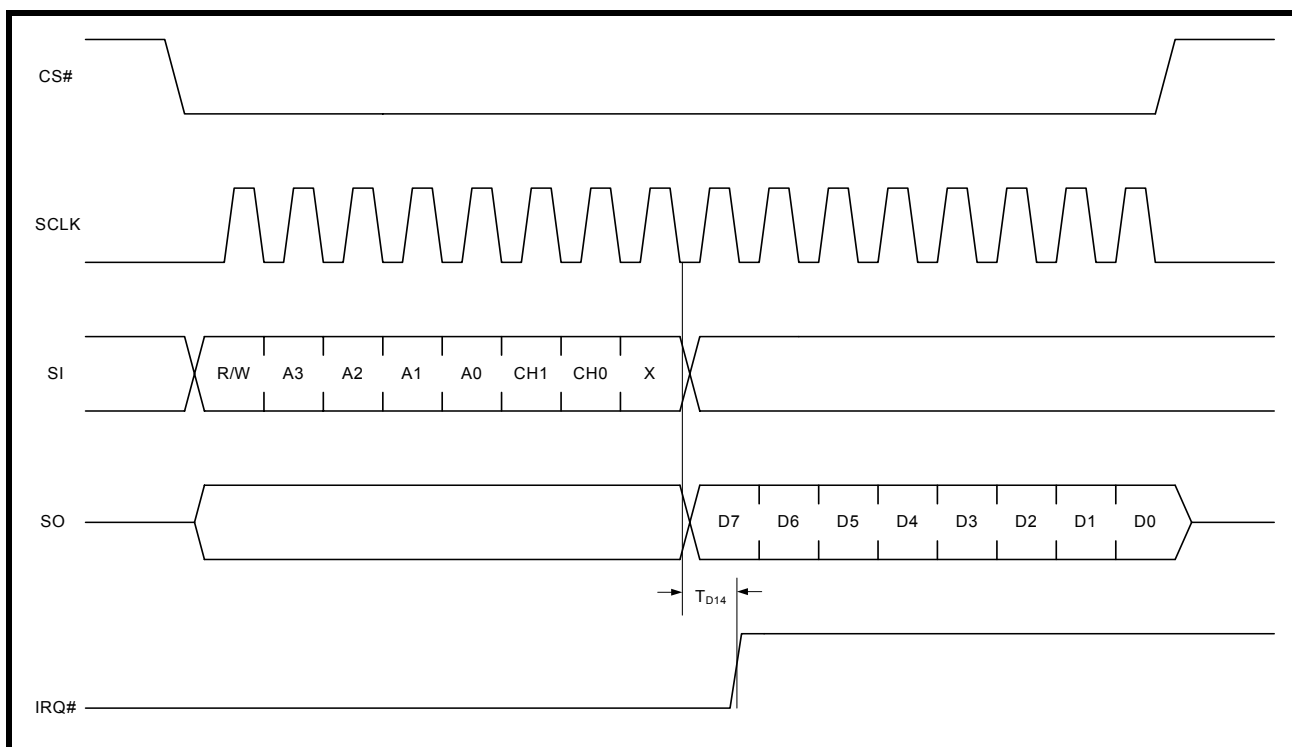 CS#
SCLK
SI
R/W A3 A2 A1 A0 CH1 CH0 X
SO
D7 D6 D5 D4 D3 D2 D1 D0
TD14
IRQ#